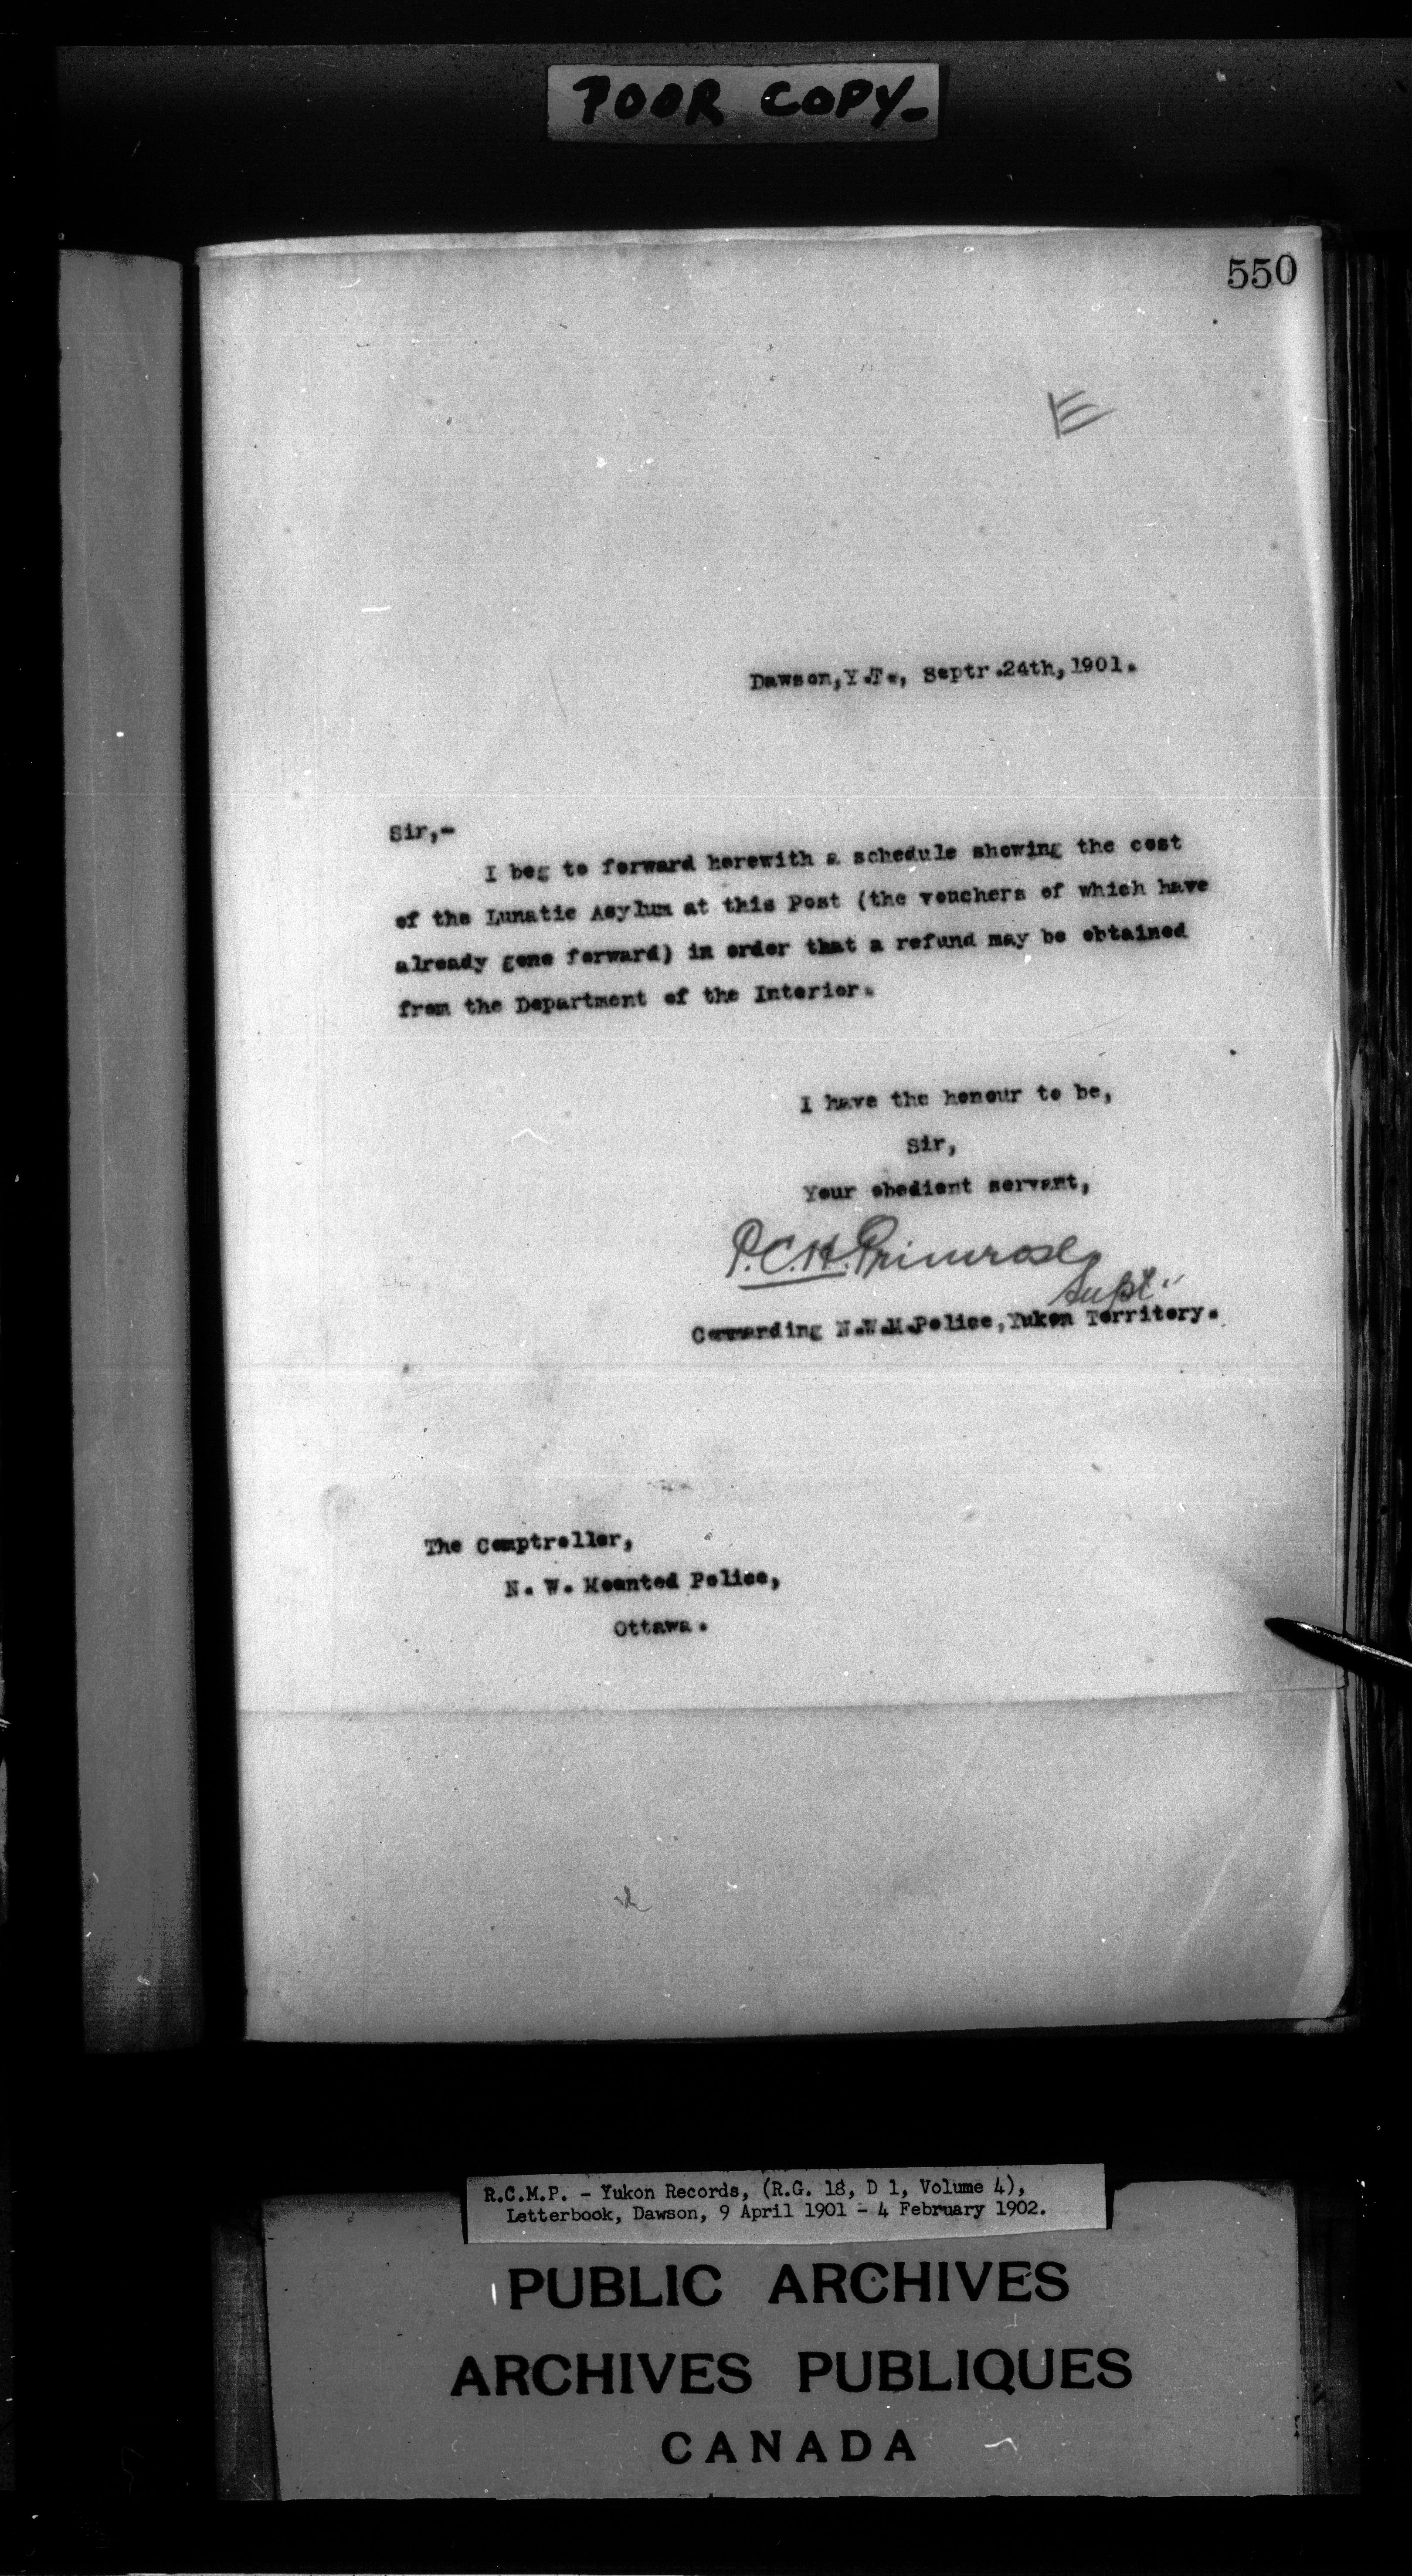 POOR COPY-
550
E
Dawson, Y.T., Septr.24th, 1901.
Sir,-
I beg to forward herewith a schedule showing the cost
of the Lunatic Asylum at this Post (the vouchers of which have
already gone forward) in order that a refund may be obtained
from the Department of the Interior.
I have the honour to be,
Sir,
Your obedient servant,
P.C.H. Primrose
Supt.
Commanding N.W.M.Police, Yukon Territory.
The Comptroller,
N. W. Mounted Police,
Ottawa.
R.C.M.P. - Yukon Records, (R.G. 18, D 1, Volume 4),
Letterbook, Dawson, 9 April 1901 - 4 February 1902.
PUBLIC ARCHIVES
ARCHIVES PUBLIQUES
CANADA